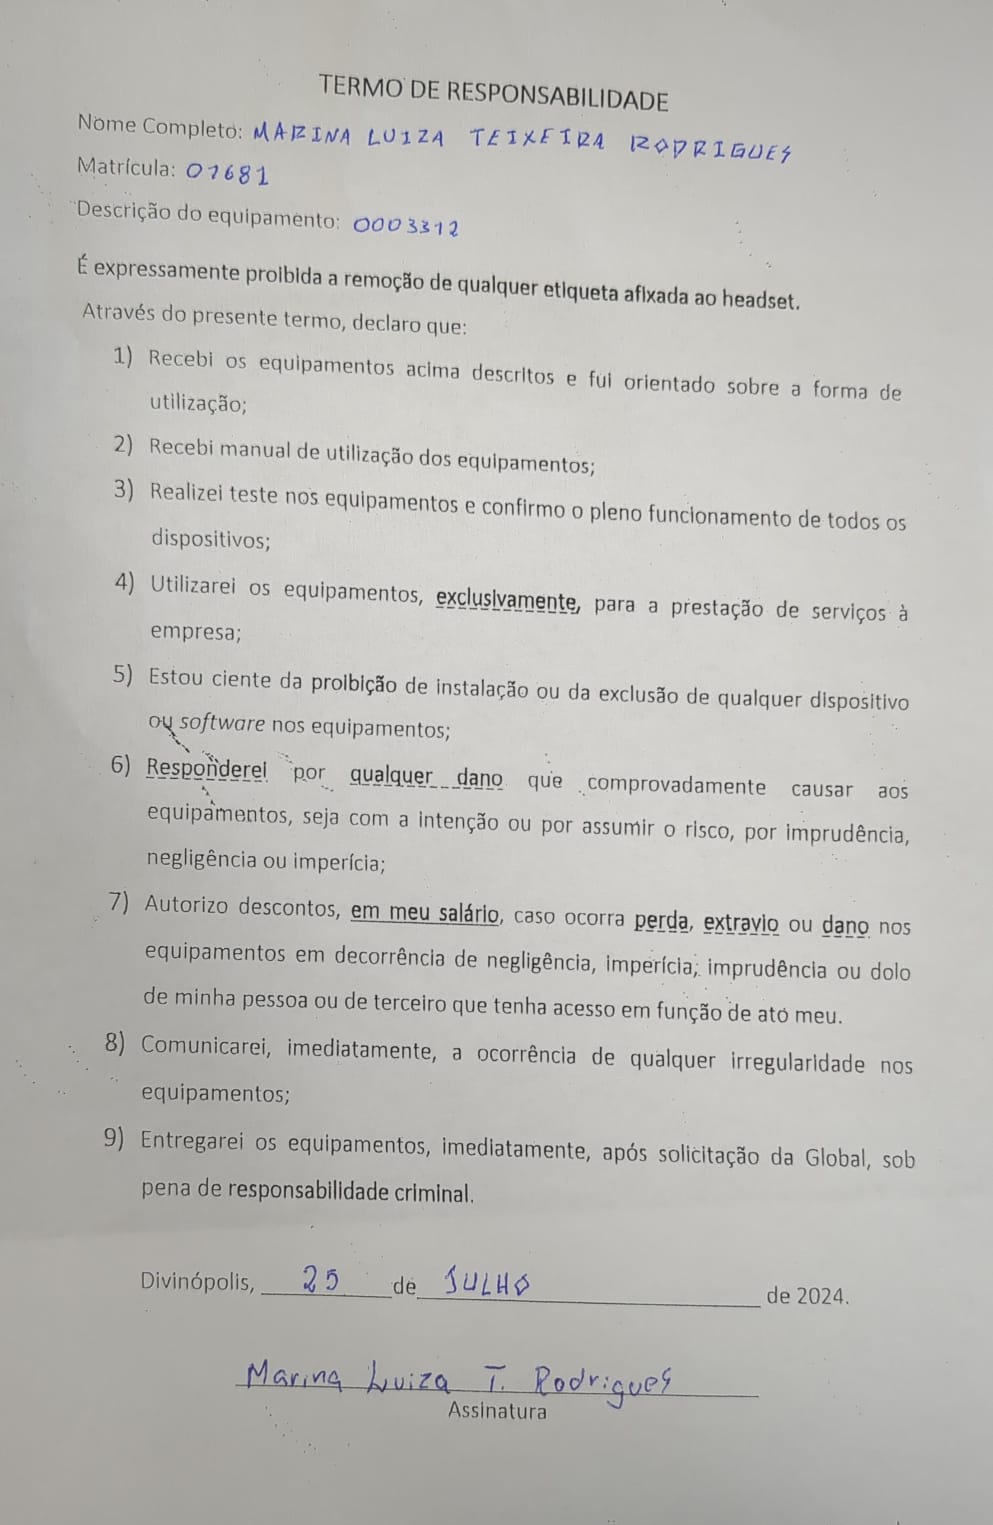 TERMO DE RESPONSABILIDADE
Nome Completo: MARINA LUIZA TEIXEIRA RODRIGUES
Matrícula: 01681
Descrição do equipamento: 0003312
É expressamente proibida a remoção de qualquer etiqueta afixada ao headset.
Através do presente termo, declaro que:
1) Recebi os equipamentos acima descritos e fui orientado sobre a forma de
utilização;
2) Recebi manual de utilização dos equipamentos;
3) Realizei teste nos equipamentos e confirmo o pleno funcionamento de todos os
dispositivos;
4) Utilizarei os equipamentos, exclusivamente, para a prestação de serviços à
empresa;
5) Estou ciente da proibição de instalação ou da exclusão de qualquer dispositivo
ou software nos equipamentos;
6) Responderei por qualquer dano que comprovadamente causar aos
equipamentos, seja com a intenção ou por assumir o risco, por imprudência,
negligência ou imperícia;
7) Autorizo descontos, em meu salário, caso ocorra perda, extravio ou dano nos
equipamentos em decorrência de negligência, imperícia, imprudência ou dolo
de minha pessoa ou de terceiro que tenha acesso em função de ato meu.
8) Comunicarei, imediatamente, a ocorrência de qualquer irregularidade nos
equipamentos;
9) Entregarei os equipamentos, imediatamente, após solicitação da Global, sob
pena de responsabilidade criminal.
Divinópolis, 25 de JULHO de 2024.
Marina Luiza T. Rodrigues
Assinatura